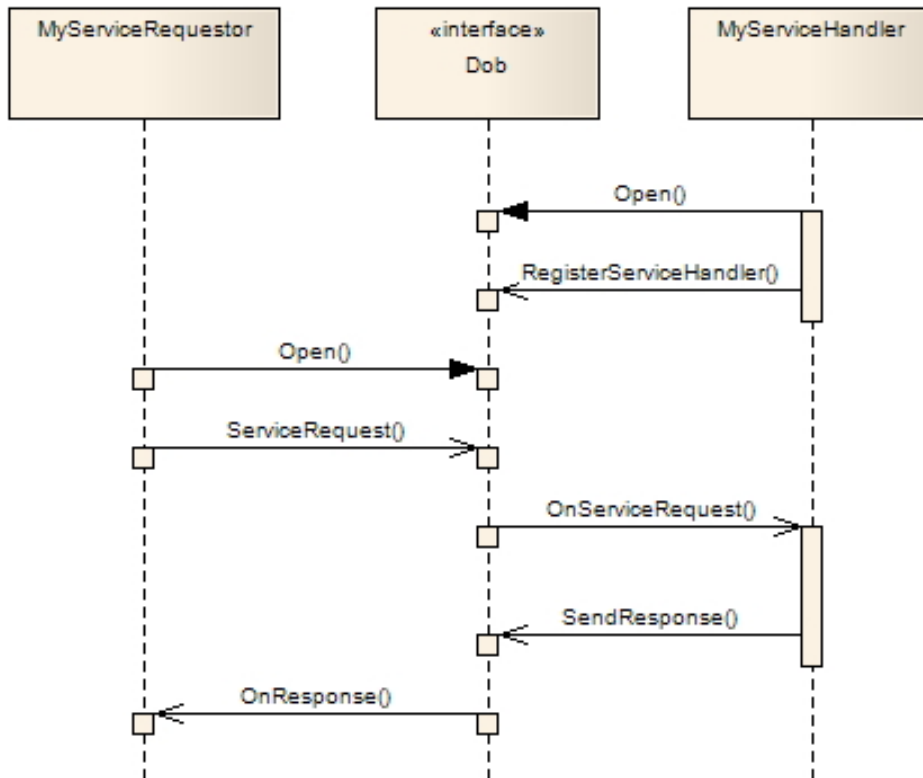 MyServiceRequestor
«interface»
Dob
MyServiceHandler
Open()
RegisterServiceHandler()
Open()
ServiceRequest()
OnServiceRequest()
SendResponse()
OnResponse()